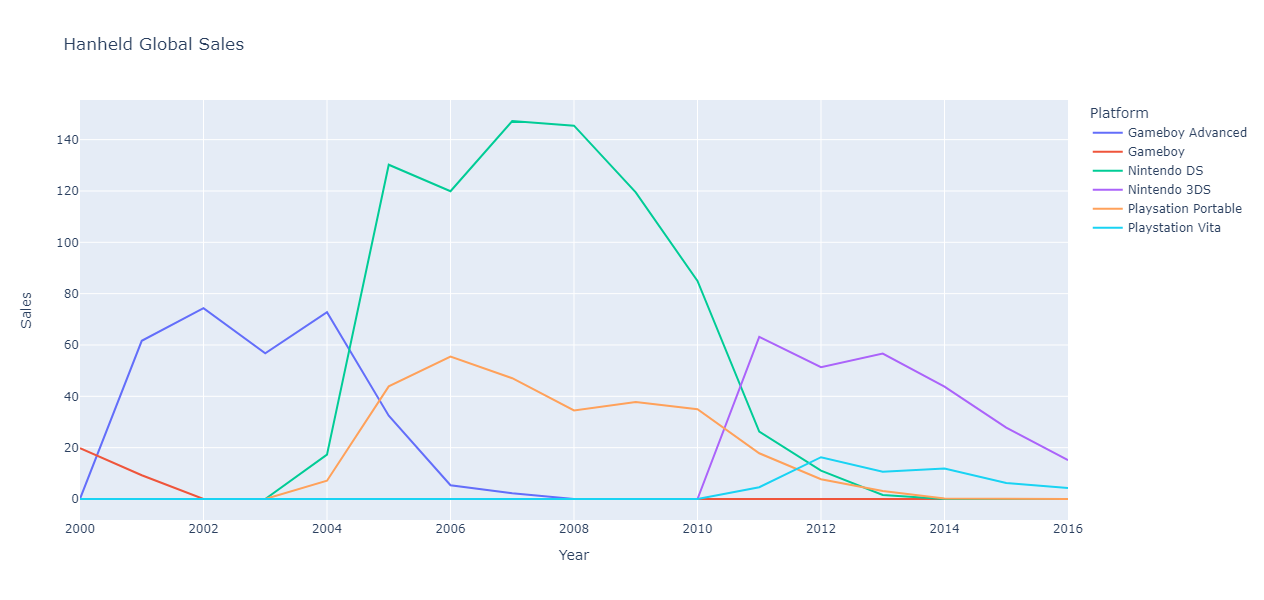 Hanheld Global Sales
Platform
Gameboy Advanced
Gameboy
Nintendo DS
Nintendo 3DS
Playsation Portable
Playstation Vita
Sales
140
120
100
80
60
40
20
0
2000 2002 2004 2006 2008 2010 2012 2014 2016
Year